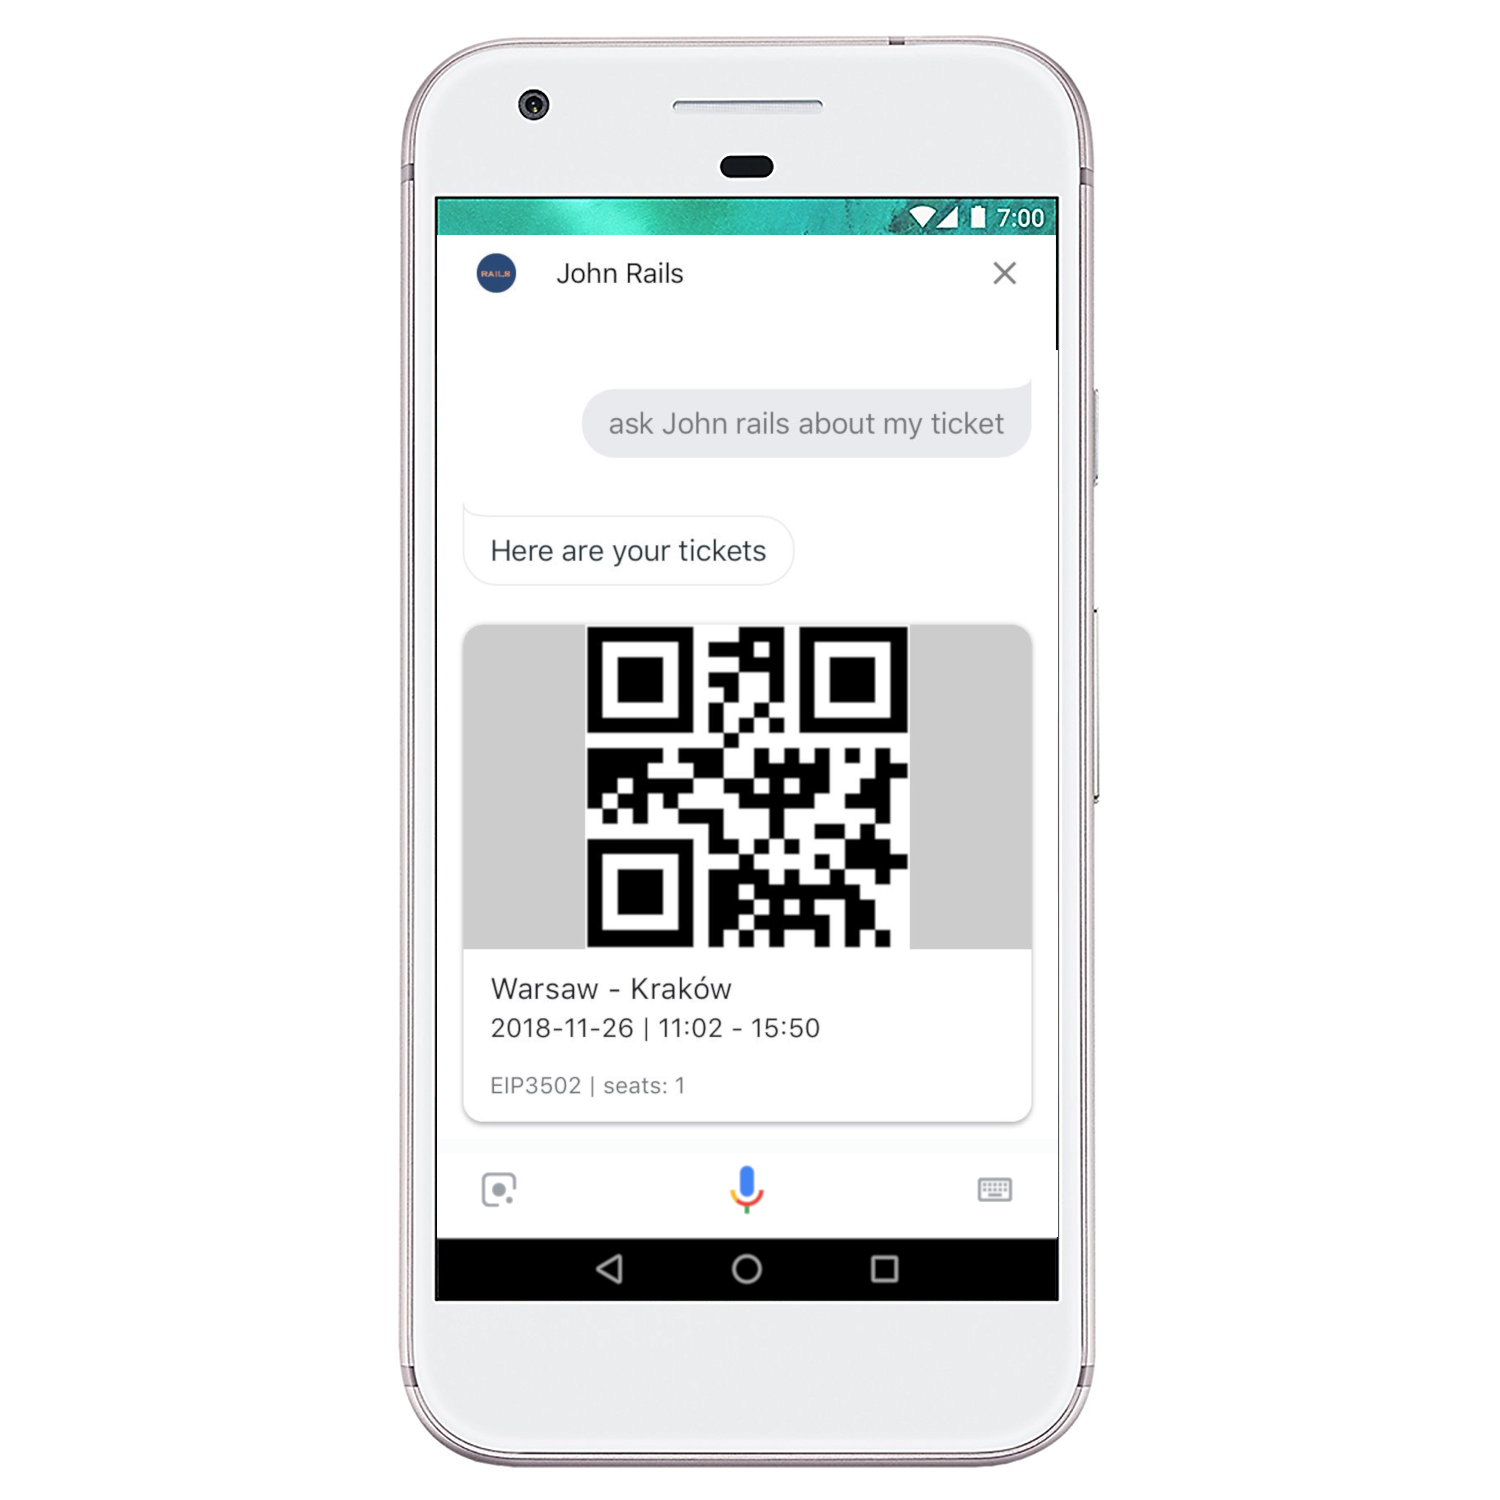 7:00
RAILS
John Rails
ask John rails about my ticket
Here are your tickets
Warsaw - Kraków
2018-11-26 | 11:02 - 15:50
EIP3502 | seats: 1